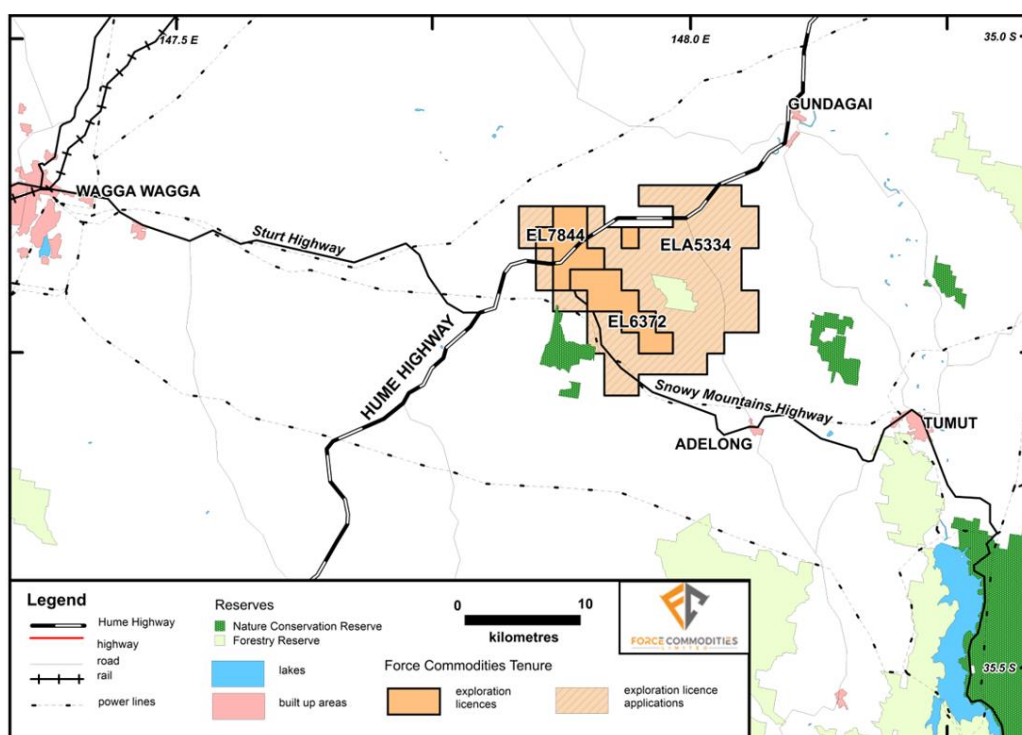 147.5 E
148.0 E
35.0 S
GUNDAGAI
WAGGA WAGGA
Sturt Highway
EL7844
ELA5334
EL6372
HUME HIGHWAY
Snowy Mountains Highway
ADELONG
TUMUT
35.5 S
Legend
Hume Highway
highway
road
rail
power lines
Reserves
Nature Conservation Reserve
Forestry Reserve
lakes
built up areas
0 10
kilometres
Force Commodities Tenure
exploration
licences
exploration licence
applications
FORCE COMMODITIES
LIMITED